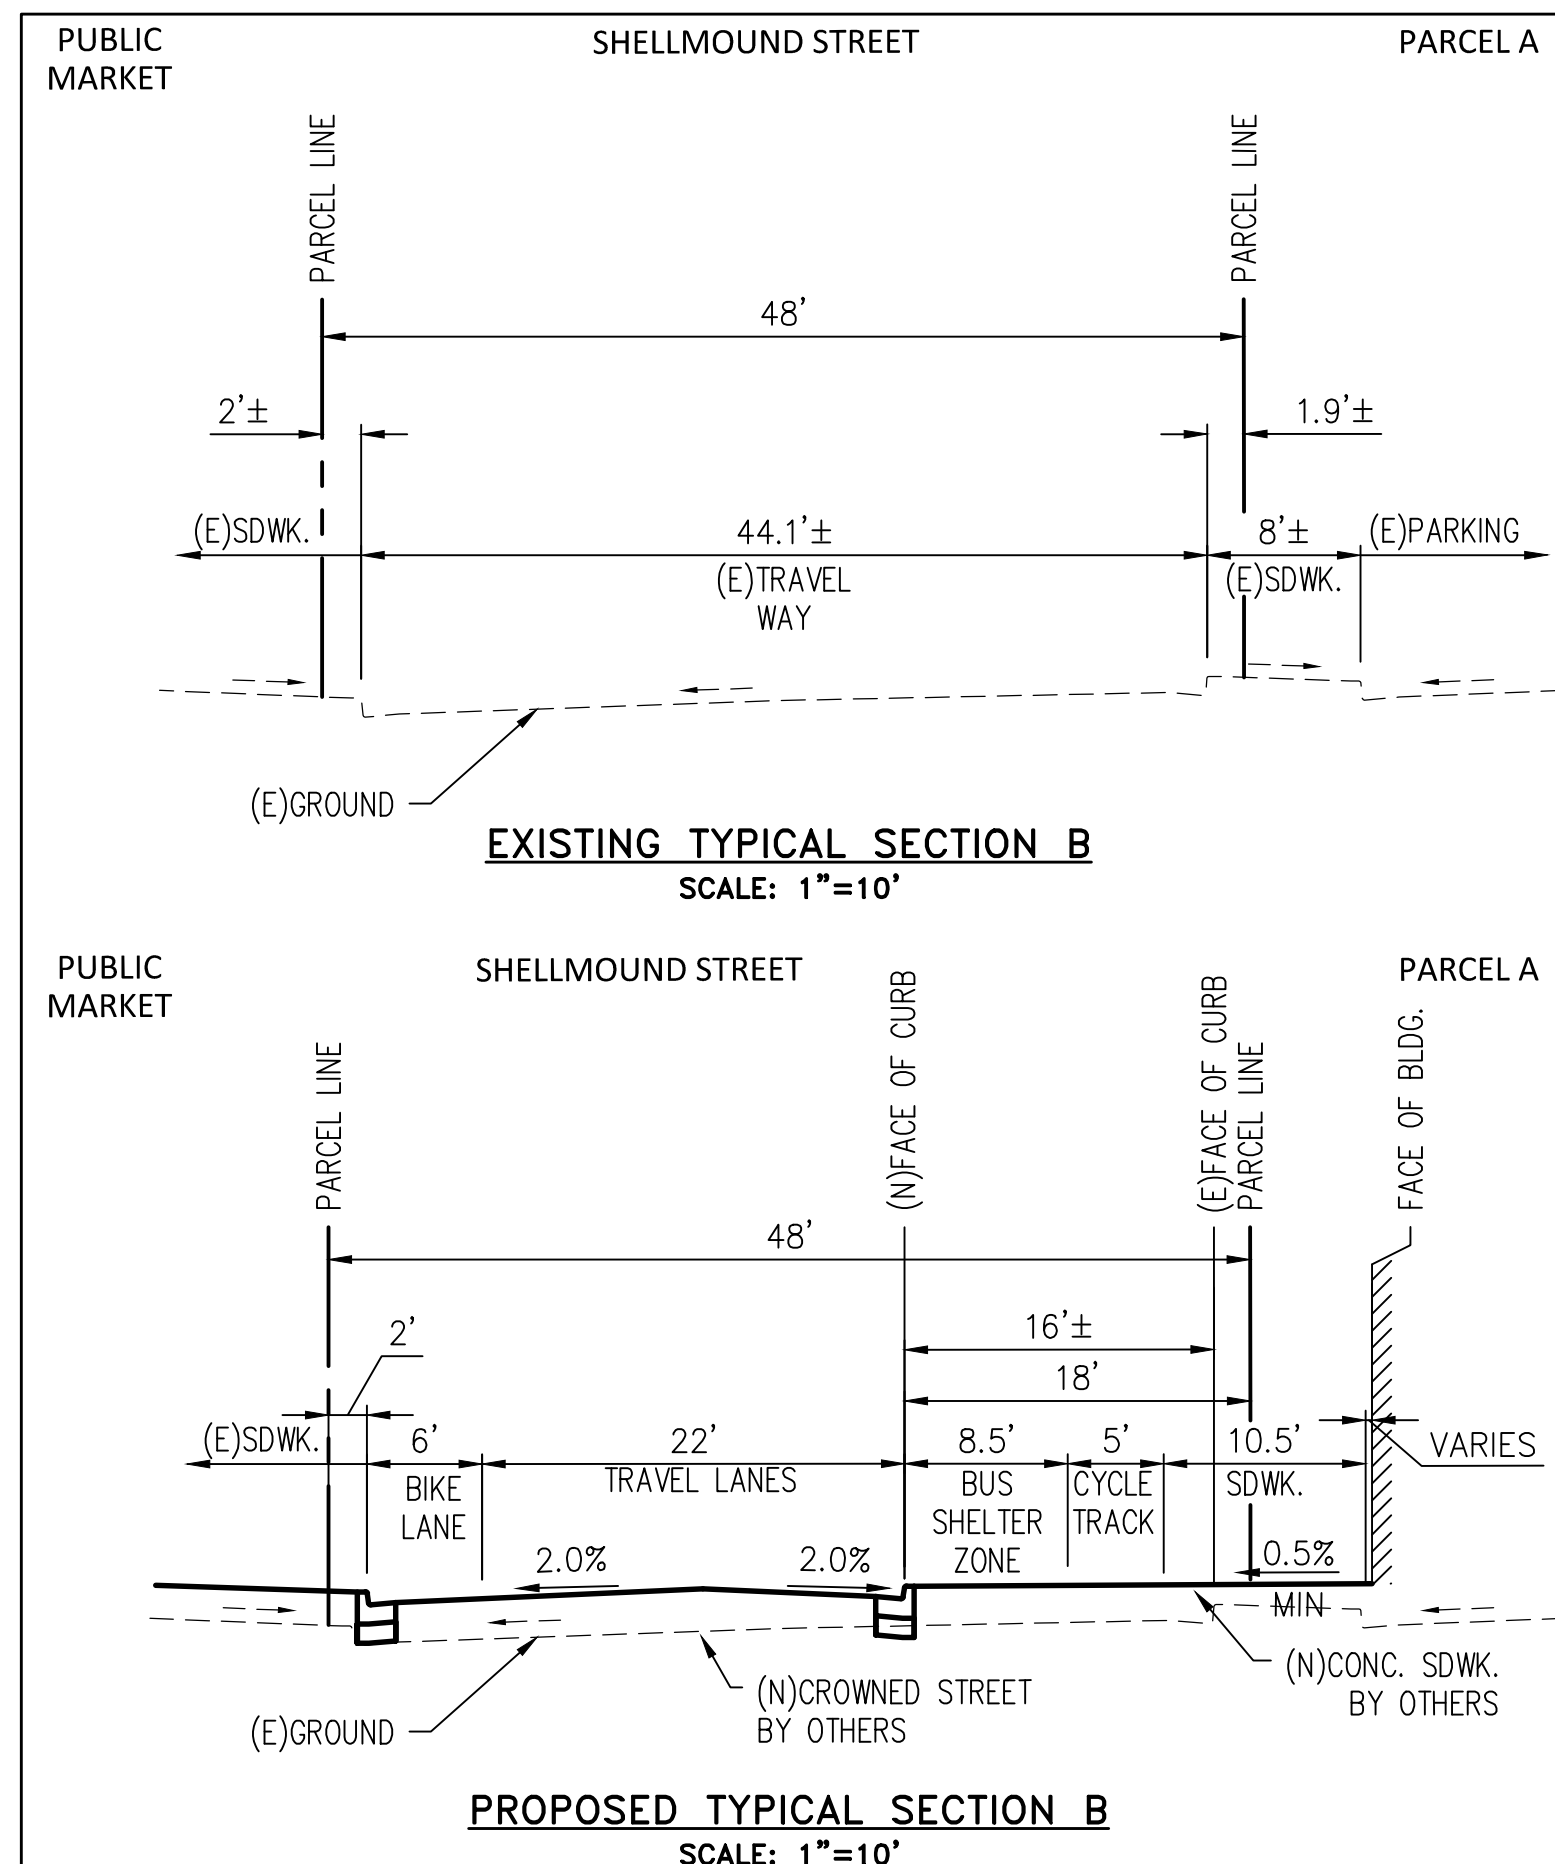 PUBLIC
MARKET
SHELLMOUND STREET
PARCEL A
PARCEL LINE
PARCEL LINE
48'
2'±
1.9'±
(E)SDWK.
44.1'±
(E)TRAVEL
WAY
8'±
(E)SDWK.
(E)PARKING
(E)GROUND
EXISTING TYPICAL SECTION B
SCALE: 1"=10'
PUBLIC
MARKET
SHELLMOUND STREET
PARCEL A
PARCEL LINE
(N)FACE OF CURB
(E)FACE OF CURB
PARCEL LINE
FACE OF BLDG.
48'
16'±
2'
18'
(E)SDWK.
6'
BIKE
LANE
22'
TRAVEL LANES
8.5'
BUS
SHELTER
ZONE
5'
CYCLE
TRACK
10.5'
SDWK.
VARIES
2.0%
2.0%
0.5%
MIN
(N)CONC. SDWK.
BY OTHERS
(N)CROWNED STREET
BY OTHERS
(E)GROUND
PROPOSED TYPICAL SECTION B
SCALE: 1"=10'